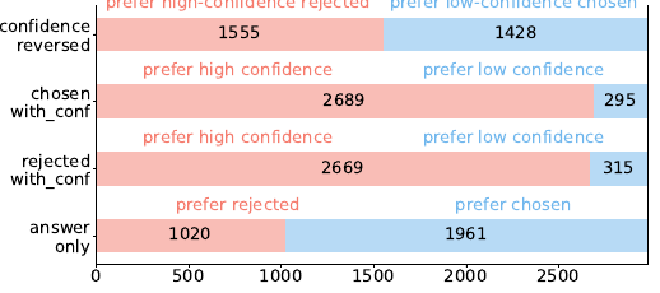 prefer high-confidence rejected prefer low-confidence chosen
confidence
reversed
1555 1428
prefer high confidence prefer low confidence
chosen
with_conf
2689 295
prefer high confidence prefer low confidence
rejected
with_conf
2669 315
prefer rejected prefer chosen
answer
only
1020 1961
0 500 1000 1500 2000 2500